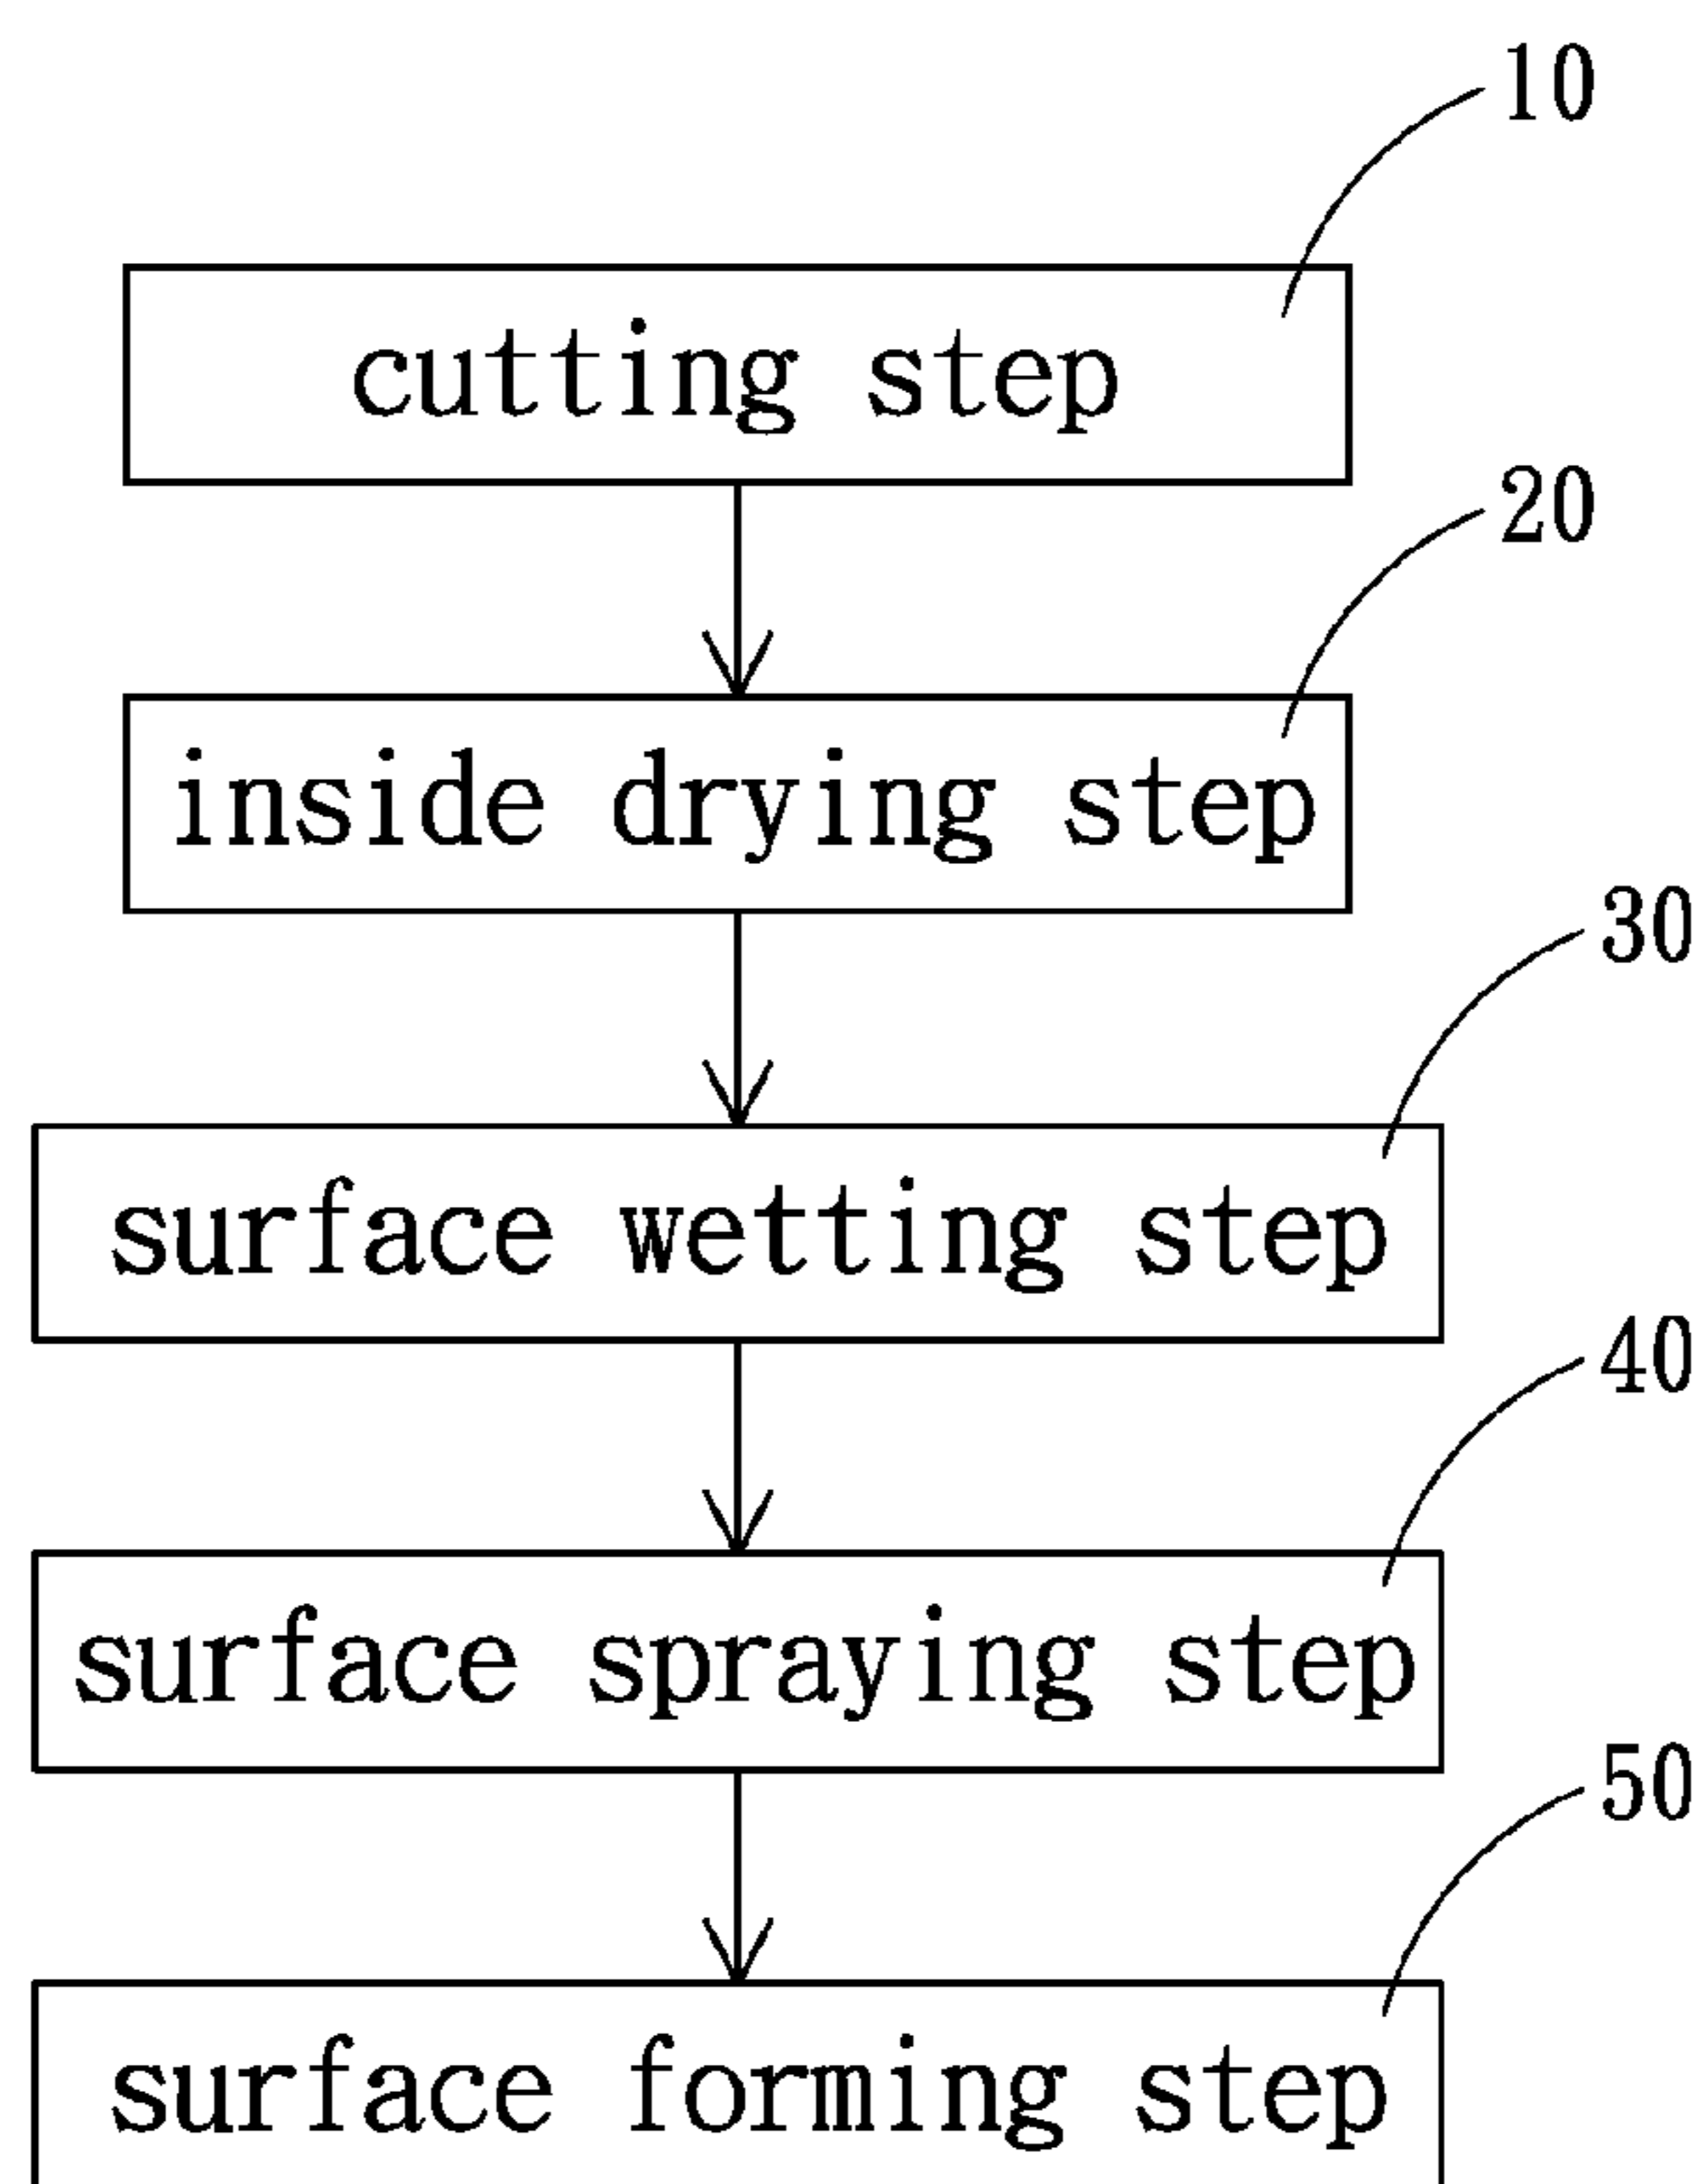 10
cutting step
20
inside drying step
30
surface wetting step
40
surface spraying step
50
surface forming step